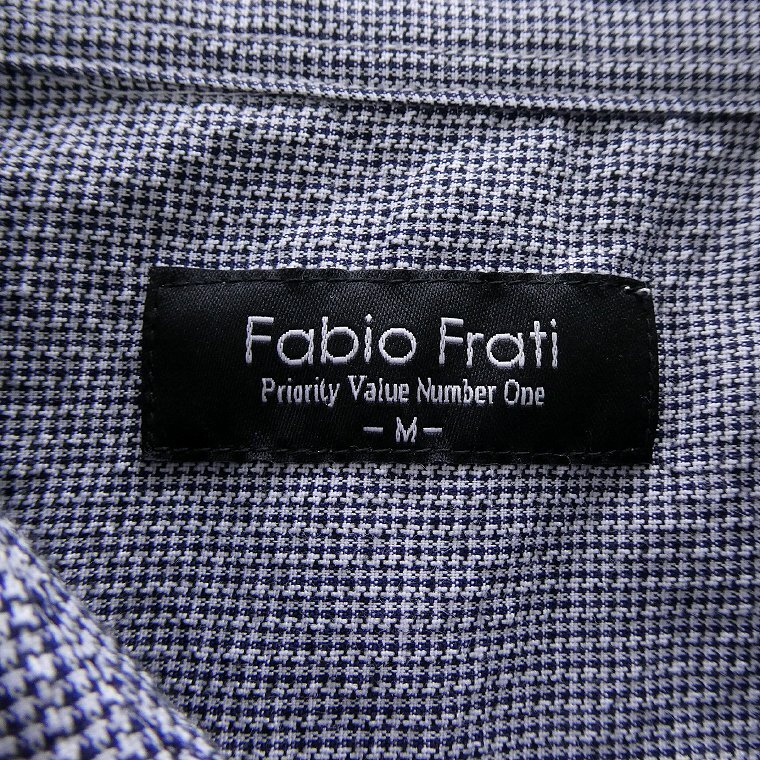 Fabio Frati
Priority Value Number One
- M -